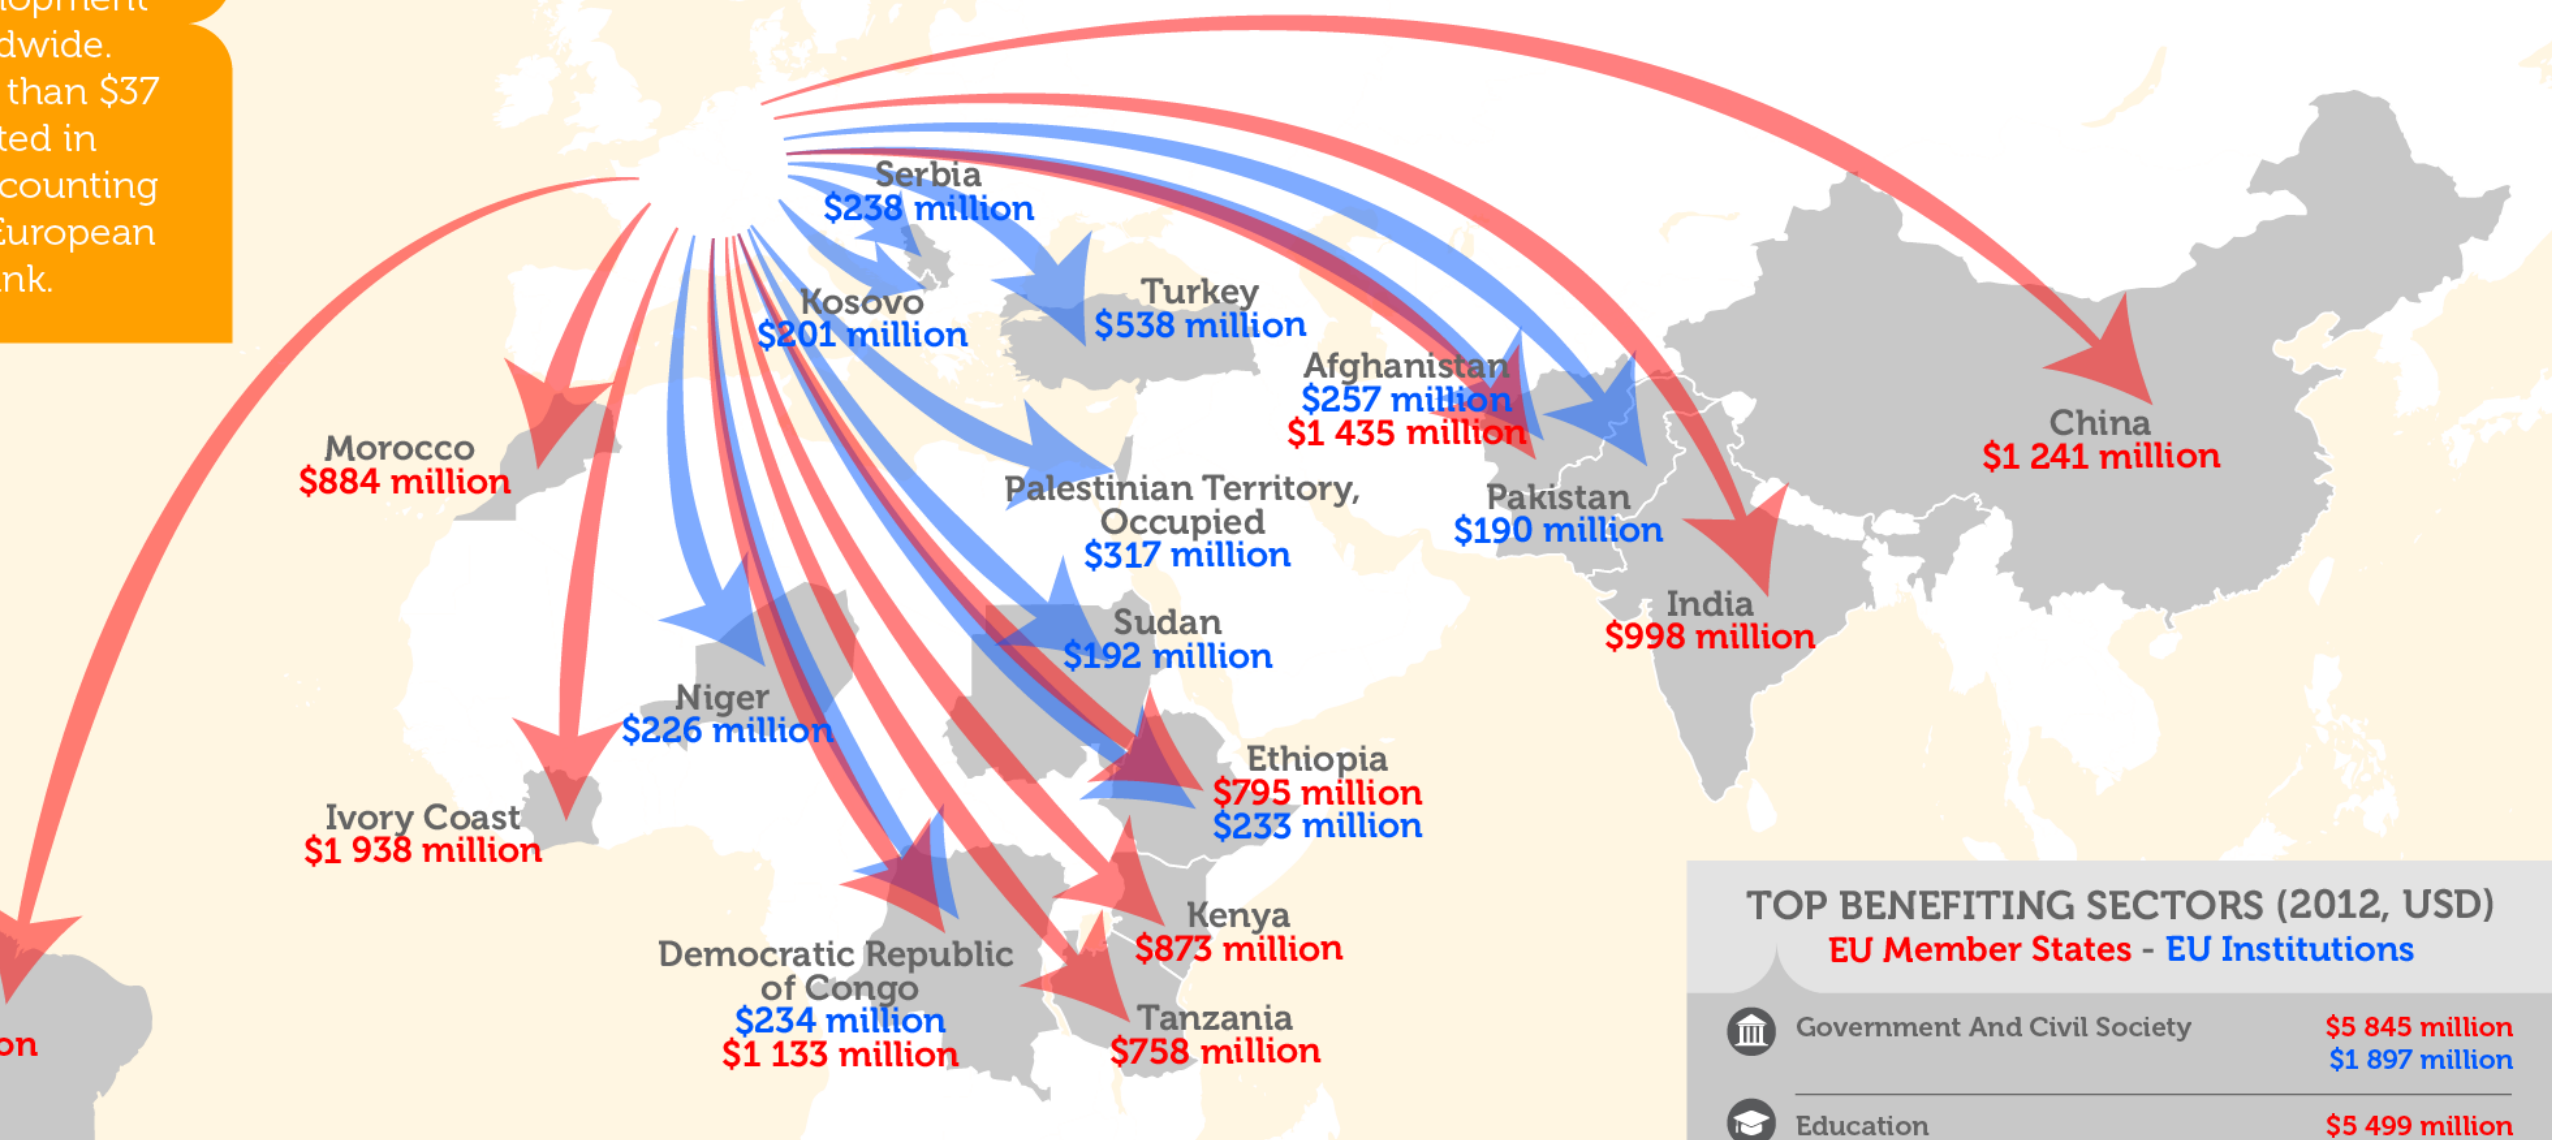 dwide.
than $37
ted in
counting
European
nk.
Serbia
$238 million
Kosovo
$201 million
Turkey
$538 million
Afghanistan
$257 million
$1 435 million
Morocco
$884 million
China
$1 241 million
Palestinian Territory,
Occupied
$317 million
Pakistan
$190 million
India
$998 million
Sudan
$192 million
Niger
$226 million
Ethiopia
$795 million
$233 million
Ivory Coast
$1 938 million
Kenya
$873 million
Democratic Republic
of Congo
$234 million
$1 133 million
Tanzania
$758 million
on
TOP BENEFITING SECTORS (2012, USD)
EU Member States - EU Institutions
Government And Civil Society $5 845 million
$1 897 million
Education $5 499 million